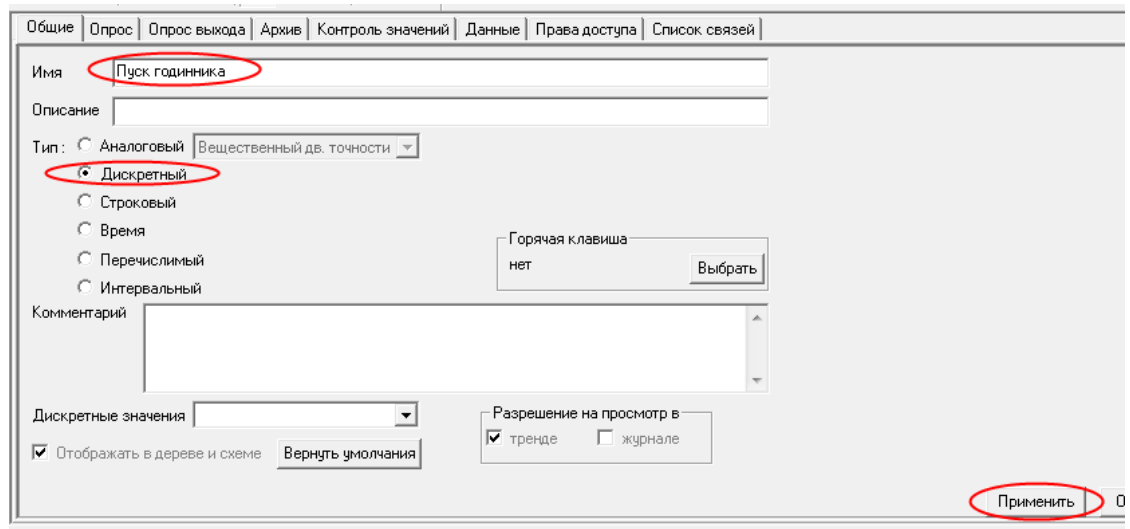 Общие Опрос Опрос выхода Архив Контроль значений Данные Права доступа Список связей
Имя Пуск годинника
Описание
Тип : Аналоговый Вещественный дв. точности
Дискретный
Строковый
Время
Перечислимый
Интервальный
Горячая клавиша
нет Выбрать
Комментарий
Дискретные значения
Отображать в дереве и схеме Вернуть умолчания
Разрешение на просмотр в
тренде журнале
Применить